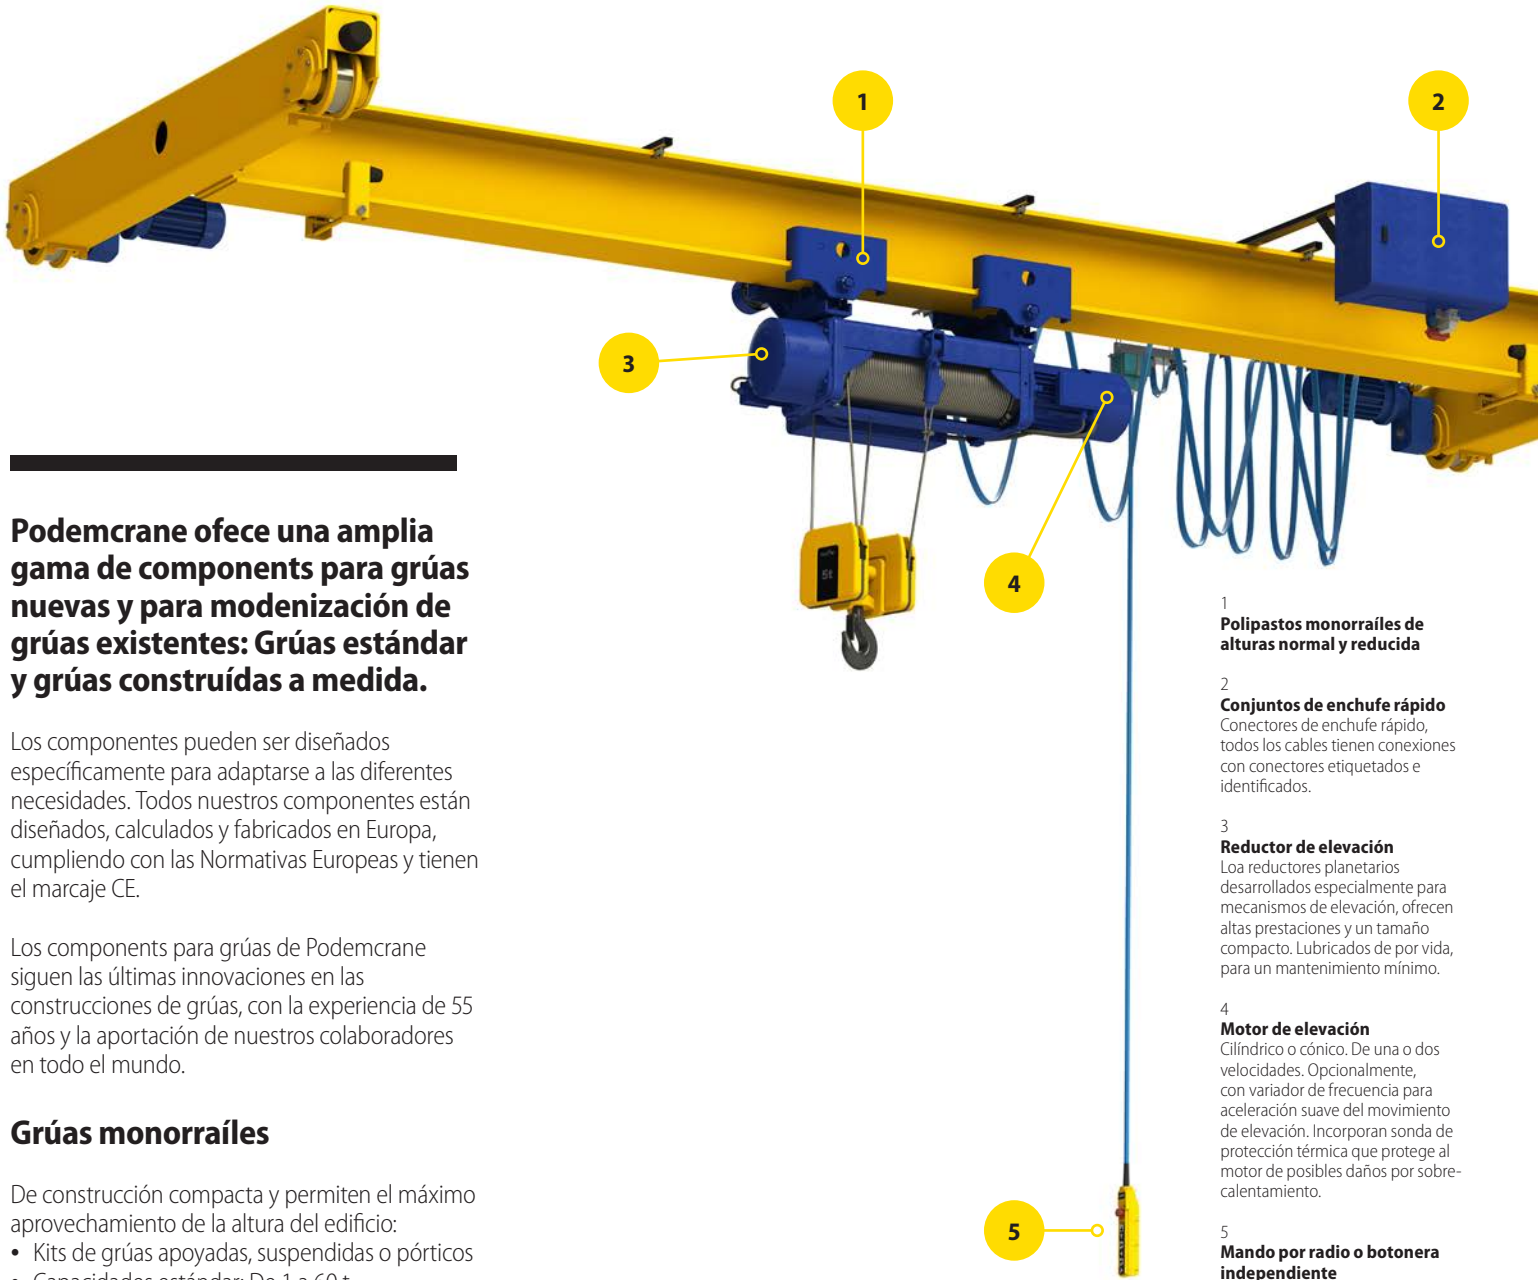 1
2
3
4
5t
5
Podemcrane ofece una amplia
gama de components para grúas
nuevas y para modenización de
grúas existentes: Grúas estándar
y grúas construídas a medida.
Los componentes pueden ser diseñados
específicamente para adaptarse a las diferentes
necesidades. Todos nuestros componentes están
diseñados, calculados y fabricados en Europa,
cumpliendo con las Normativas Europeas y tienen
el marcaje CE.
Los components para grúas de Podemcrane
siguen las últimas innovaciones en las
construcciones de grúas, con la experiencia de 55
años y la aportación de nuestros colaboradores
en todo el mundo.
Grúas monorraíles
De construcción compacta y permiten el máximo
aprovechamiento de la altura del edificio:
• Kits de grúas apoyadas, suspendidas o pórticos
• Capacidades estándar: De 1 a 60 t
1
Polipastos monorraíles de
alturas normal y reducida
2
Conjuntos de enchufe rápido
Conectores de enchufe rápido,
todos los cables tienen conexiones
con conectores etiquetados e
identificados.
3
Reductor de elevación
Loa reductores planetarios
desarrollados especialmente para
mecanismos de elevación, ofrecen
altas prestaciones y un tamaño
compacto. Lubricados de por vida,
para un mantenimiento mínimo.
4
Motor de elevación
Cilíndrico o cónico. De una o dos
velocidades. Opcionalmente,
con variador de frecuencia para
aceleración suave del movimiento
de elevación. Incorporan sonda de
protección térmica que protege al
motor de posibles daños por sobre-
calentamiento.
5
Mando por radio o botonera
independiente